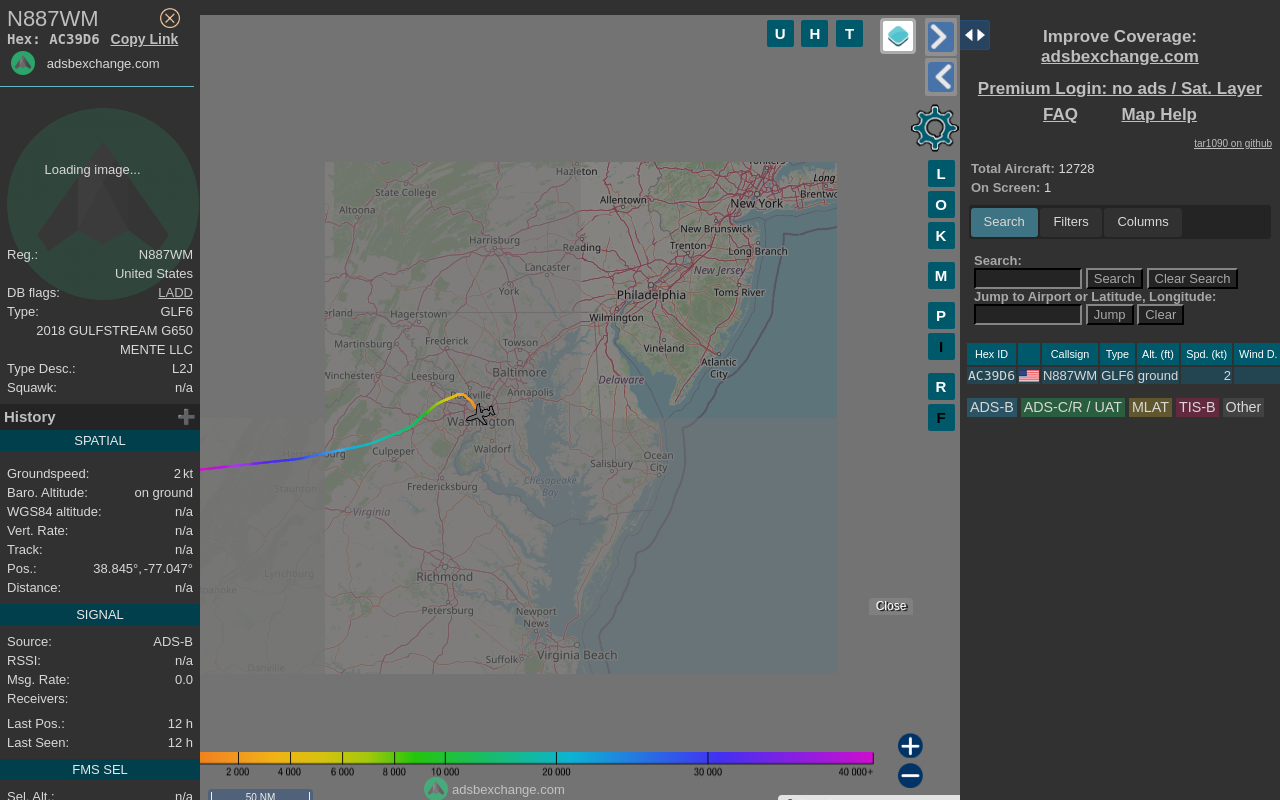 N887WM
Hex: AC39D6 Copy Link
adsbexchange.com
Loading image...
Reg.: N887WM
United States
DB flags: LADD
Type: GLF6
2018 GULFSTREAM G650
MENTE LLC
Type Desc.: L2J
Squawk: n/a
History
SPATIAL
Groundspeed: 2 kt
Baro. Altitude: on ground
WGS84 altitude: n/a
Vert. Rate: n/a
Track: n/a
Pos.: 38.845°, -77.047°
Distance: n/a
SIGNAL
Source: ADS-B
RSSI: n/a
Msg. Rate: 0.0
Receivers:
Last Pos.: 12 h
Last Seen: 12 h
FMS SEL
Sel. Alt.: n/a
U H T
L
O
K
M
P
I
R
F
Hazleton
State College
Altoona
Allentown
New York
Long
Brentwo
New Brunswick
Harrisburg
Reading
Trenton
Long Branch
Lancaster
New Jersey
York
Philadelphia
Toms River
erland
Hagerstown
Wilmington
Martinsburg
Frederick
Towson
Vineland
Baltimore
Atlantic
City
Winchester
Leesburg
Annapolis
Delaware
Washington
Culpeper
Waldorf
Ocean
City
Salisbury
Staunton
Fredericksburg
Chesapeake
Bay
Virginia
Lynchburg
Richmond
Petersburg
Newport
News
Close
Danville
Suffolk
Virginia Beach
2 000 4 000 6 000 8 000 10 000 20 000 30 000 40 000+
adsbexchange.com
50 NM
Improve Coverage:
adsbexchange.com
Premium Login: no ads / Sat. Layer
FAQ Map Help
tar1090 on github
Total Aircraft: 12728
On Screen: 1
Search Filters Columns
Search:
Search Clear Search
Jump to Airport or Latitude, Longitude:
Jump Clear
Hex ID Callsign Type Alt. (ft) Spd. (kt) Wind D.
AC39D6 N887WM GLF6 ground 2
ADS-B ADS-C/R / UAT MLAT TIS-B Other